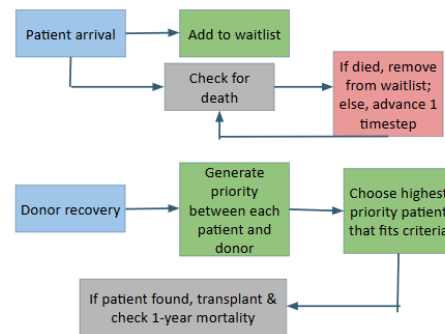 Patient arrival
Add to waitlist
Check for
death
If died, remove
from waitlist;
else, advance 1
timestep
Donor recovery
Generate
priority
between each
patient and
donor
Choose highest
priority patient
that fits criteria
If patient found, transplant &
check 1-year mortality